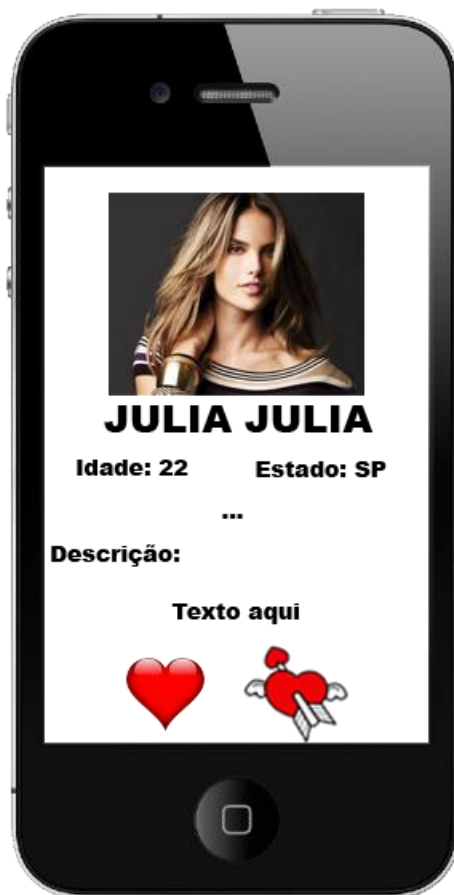 JULIA JULIA
Idade: 22 Estado: SP
...
Descrição:
Texto aqui